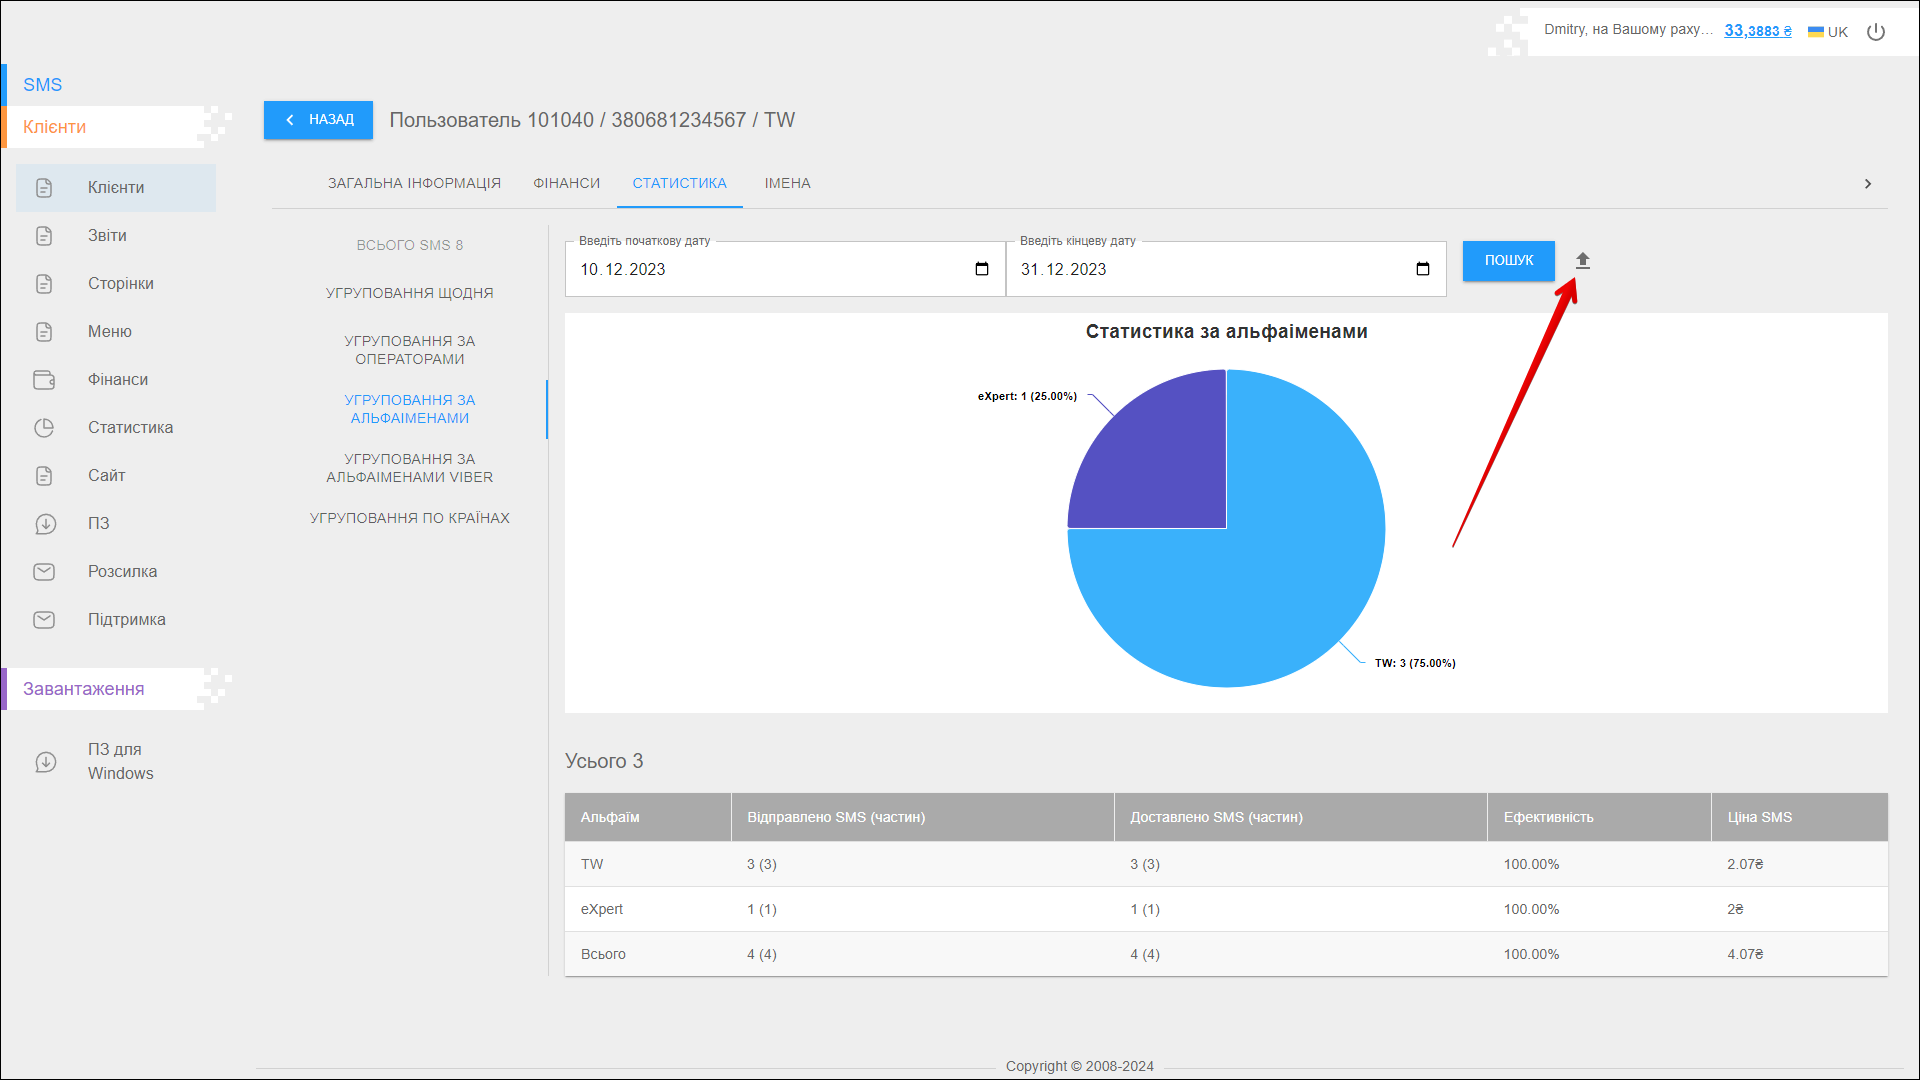 Dmitry, на Вашому раху...
33,3883 ₴
UK
SMS
Клієнти
Клієнти
Звіти
Сторінки
Меню
Фінанси
Статистика
Сайт
ПЗ
Розсилка
Підтримка
Завантаження
ПЗ для
Windows
НАЗАД
Пользователь 101040 / 380681234567 / TW
ЗАГАЛЬНА ІНФОРМАЦІЯ
ФІНАНСИ
СТАТИСТИКА
ІМЕНА
ВСЬОГО SMS 8
УГРУПОВАННЯ ЩОДНЯ
УГРУПОВАННЯ ЗА
ОПЕРАТОРАМИ
УГРУПОВАННЯ ЗА
АЛЬФАІМЕНАМИ
УГРУПОВАННЯ ЗА
АЛЬФАІМЕНАМИ VIBER
УГРУПОВАННЯ ПО КРАЇНАХ
Введіть початкову дату
10.12.2023
Введіть кінцеву дату
31.12.2023
ПОШУК
Статистика за альфаіменами
eXpert: 1 (25.00%)
TW: 3 (75.00%)
Усього 3
Альфаім Відправлено SMS (частин) Доставлено SMS (частин) Ефективність Ціна SMS
TW 3 (3) 3 (3) 100.00% 2.07₴
eXpert 1 (1) 1 (1) 100.00% 2₴
Всього 4 (4) 4 (4) 100.00% 4.07₴
Copyright © 2008-2024